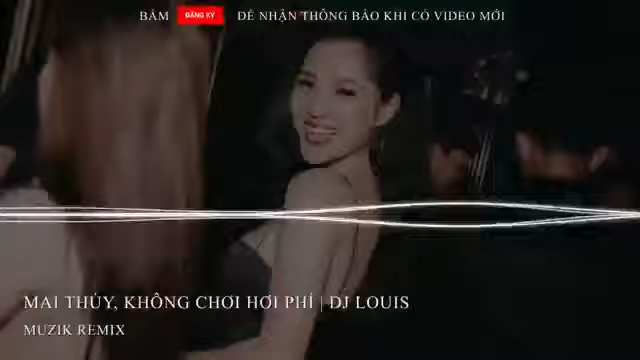 BẤM ĐĂNG KÝ ĐỂ NHẬN THÔNG BÁO KHI CÓ VIDEO MỚI
MAI THÚY, KHÔNG CHƠI HƠI PHÍ | DJ LOUIS
MUZIK REMIX